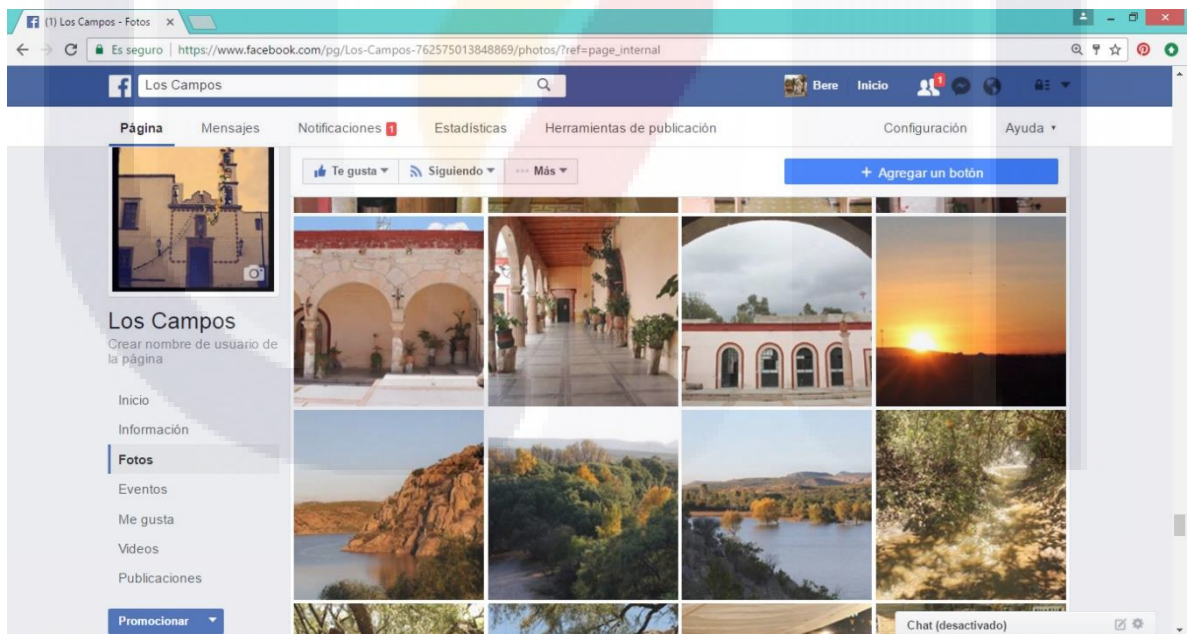 (1) Los Campos - Fotos
Es seguro | https://www.facebook.com/pg/Los-Campos-762575013848869/photos/?ref=page_internal
Los Campos
Bere Inicio 1
Página Mensajes Notificaciones 1 Estadísticas Herramientas de publicación Configuración Ayuda
Te gusta Siguiendo Más + Agregar un botón
Los Campos
Crear nombre de usuario de
la página
Inicio
Información
Fotos
Eventos
Me gusta
Videos
Publicaciones
Promocionar
Chat (desactivado)